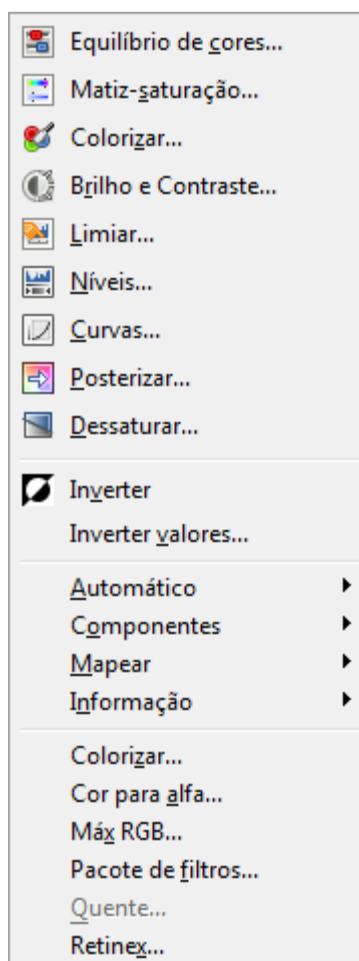 Equilíbrio de cores...
Matiz-saturação...
Colorizar...
Brilho e Contraste...
Limiar...
Níveis...
Curvas...
Posterizar...
Dessaturar...
Inverter
Inverter valores...
Automático
Componentes
Mapear
Informação
Colorizar...
Cor para alfa...
Máx RGB...
Pacote de filtros...
Quente...
Retinex...